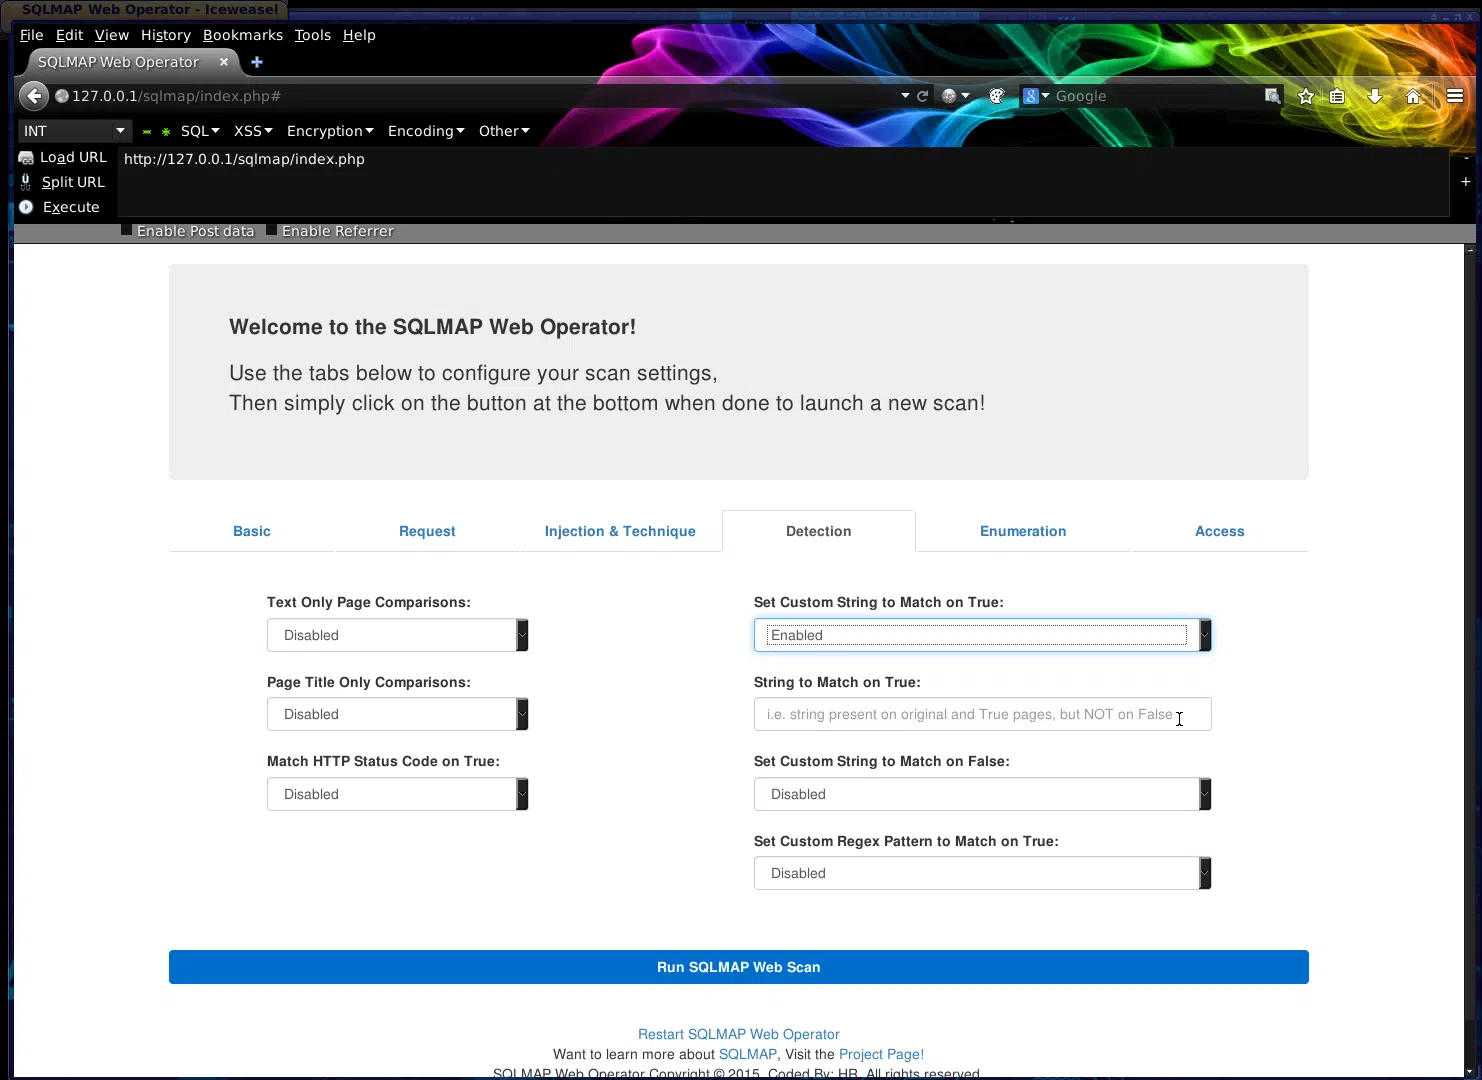 SQLMAP Web Operator - Iceweasel
File Edit View History Bookmarks Tools Help
SQLMAP Web Operator
127.0.0.1/sqlmap/index.php#
Google
INT SQL XSS Encryption Encoding Other
Load URL http://127.0.0.1/sqlmap/index.php
Split URL
Execute
Enable Post data Enable Referrer
Welcome to the SQLMAP Web Operator!
Use the tabs below to configure your scan settings,
Then simply click on the button at the bottom when done to launch a new scan!
Basic Request Injection & Technique Detection Enumeration Access
Text Only Page Comparisons:
Disabled
Page Title Only Comparisons:
Disabled
Match HTTP Status Code on True:
Disabled
Set Custom String to Match on True:
Enabled
String to Match on True:
i.e. string present on original and True pages, but NOT on False
Set Custom String to Match on False:
Disabled
Set Custom Regex Pattern to Match on True:
Disabled
Run SQLMAP Web Scan
Restart SQLMAP Web Operator
Want to learn more about SQLMAP, Visit the Project Page!
SQLMAP Web Operator Copyright © 2015, Coded By: HR, All rights reserved